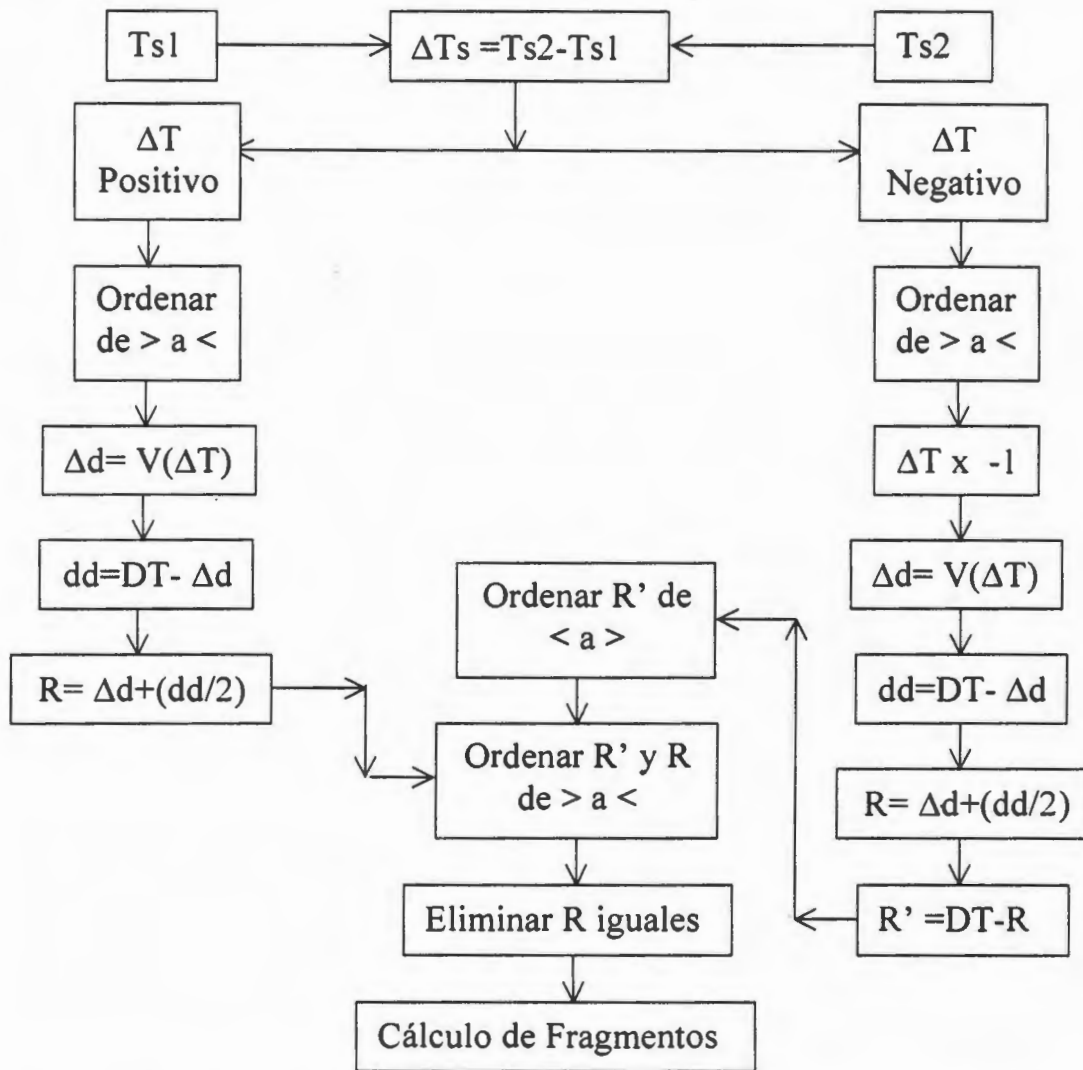 Ts1
ΔTs =Ts2-Ts1
Ts2
ΔT
Positivo
ΔT
Negativo
Ordenar
de > a <
Ordenar
de > a <
Δd= V(ΔT)
ΔT x -1
dd=DT- Δd
Ordenar R’ de
< a >
Δd= V(ΔT)
R= Δd+(dd/2)
dd=DT- Δd
Ordenar R’ y R
de > a <
R= Δd+(dd/2)
Eliminar R iguales
R’ =DT-R
Cálculo de Fragmentos